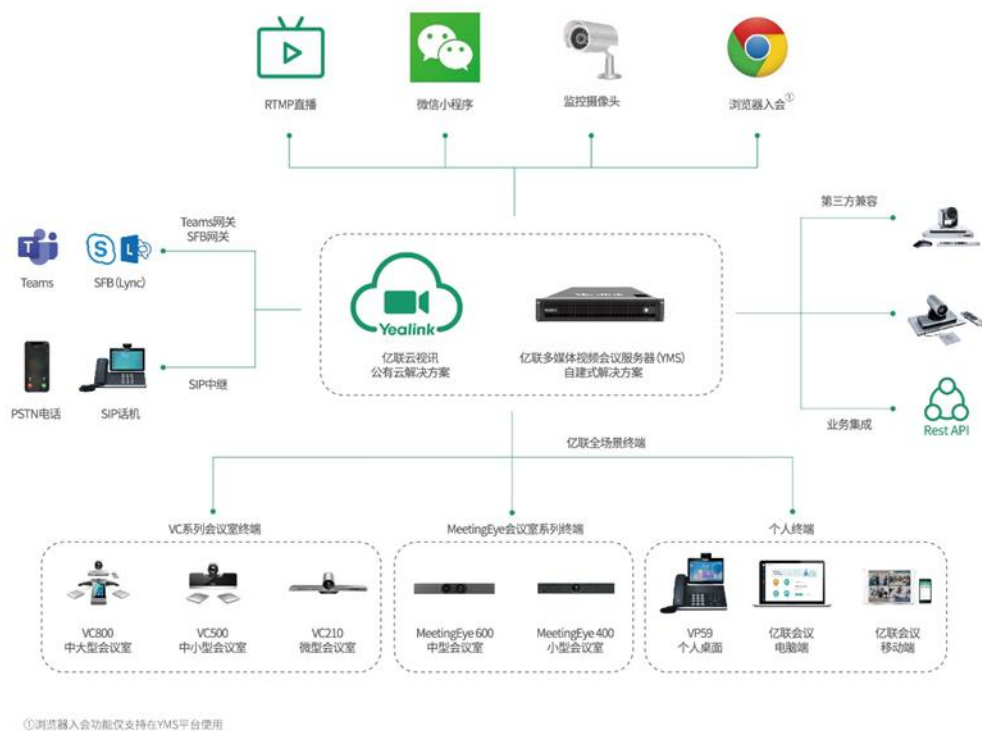 RTMP直播
微信小程序
监控摄像头
浏览器入会①
Teams网关
SFB网关
第三方兼容
Teams
SFB(Lync)
Yealink
Yealink
亿联云视讯
公有云解决方案
亿联多媒体视频会议服务器(YMS)
自建式解决方案
SIP中继
PSTN电话
SIP话机
业务集成
Rest API
亿联全场景终端
VC系列会议室终端
MeetingEye会议室系列终端
个人终端
VC800
中大型会议室
VC500
中小型会议室
VC210
微型会议室
MeetingEye 600
中型会议室
MeetingEye 400
小型会议室
VP59
个人桌面
亿联会议
电脑端
亿联会议
移动端
①浏览器入会功能仅支持在YMS平台使用